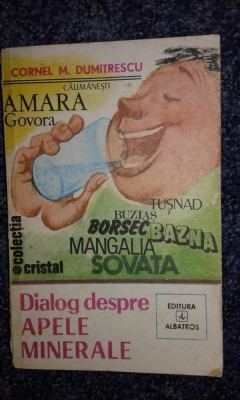 CORNEL M. DUMITRESCU
CĂLIMĂNEȘTI
AMARA
Govora
TUȘNAD
BUZIAȘ
BORSEC
BAZNA
MANGALIA
SOVATA
colecția
cristal
Dialog despre
APELE
MINERALE
EDITURA
ALBATROS